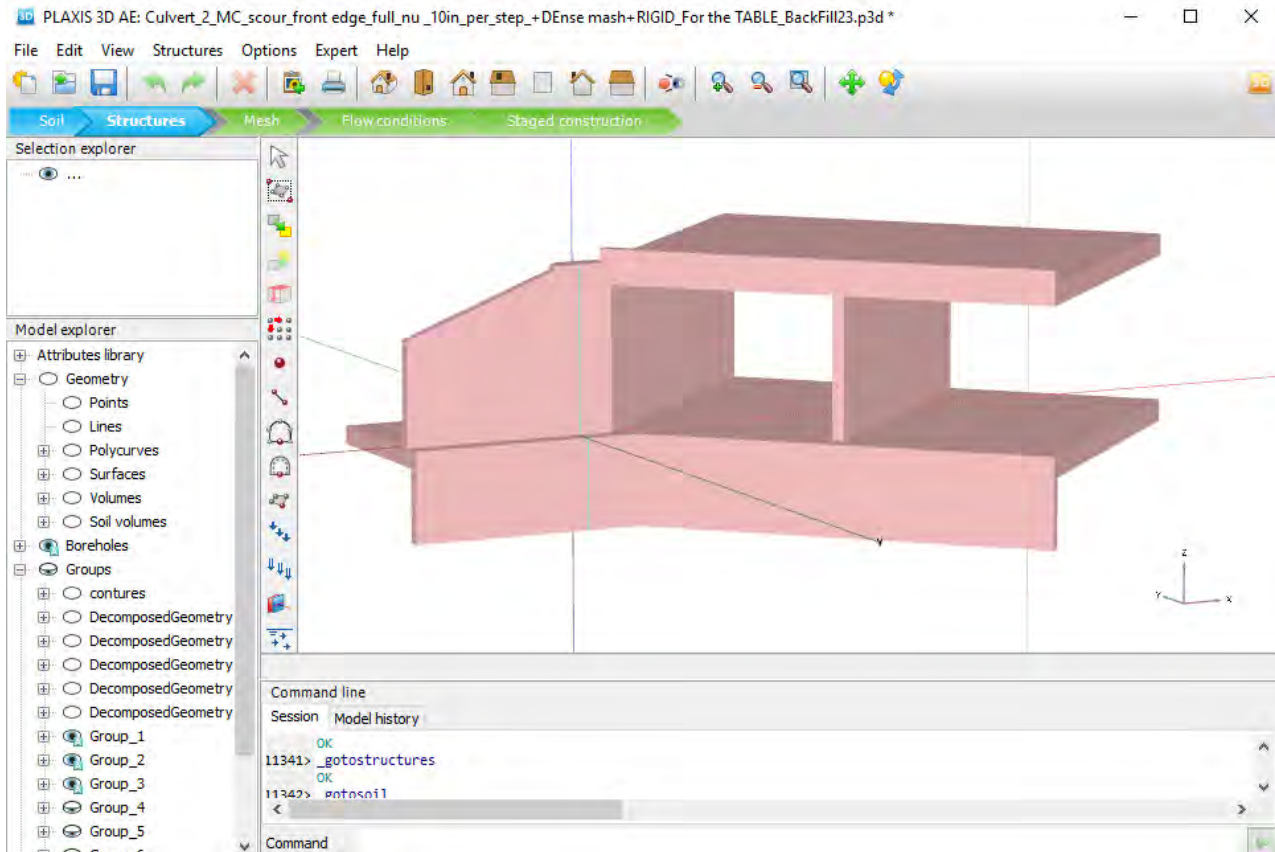 3D PLAXIS 3D AE: Culvert_2_MC_scour_front edge_full_nu _10in_per_step_+DEnse mash+RIGID_For the TABLE_BackFill23.p3d *
File Edit View Structures Options Expert Help
Soil Structures Mesh Flow conditions Staged construction
Selection explorer
...
Model explorer
Attributes library
Geometry
Points
Lines
Polycurves
Surfaces
Volumes
Soil volumes
Boreholes
Groups
contures
DecomposedGeometry
DecomposedGeometry
DecomposedGeometry
DecomposedGeometry
DecomposedGeometry
Group_1
Group_2
Group_3
Group_4
Group_5
z
y x
Command line
Session Model history
OK
11341> _gotostructures
OK
11342> _gotosoil
Command